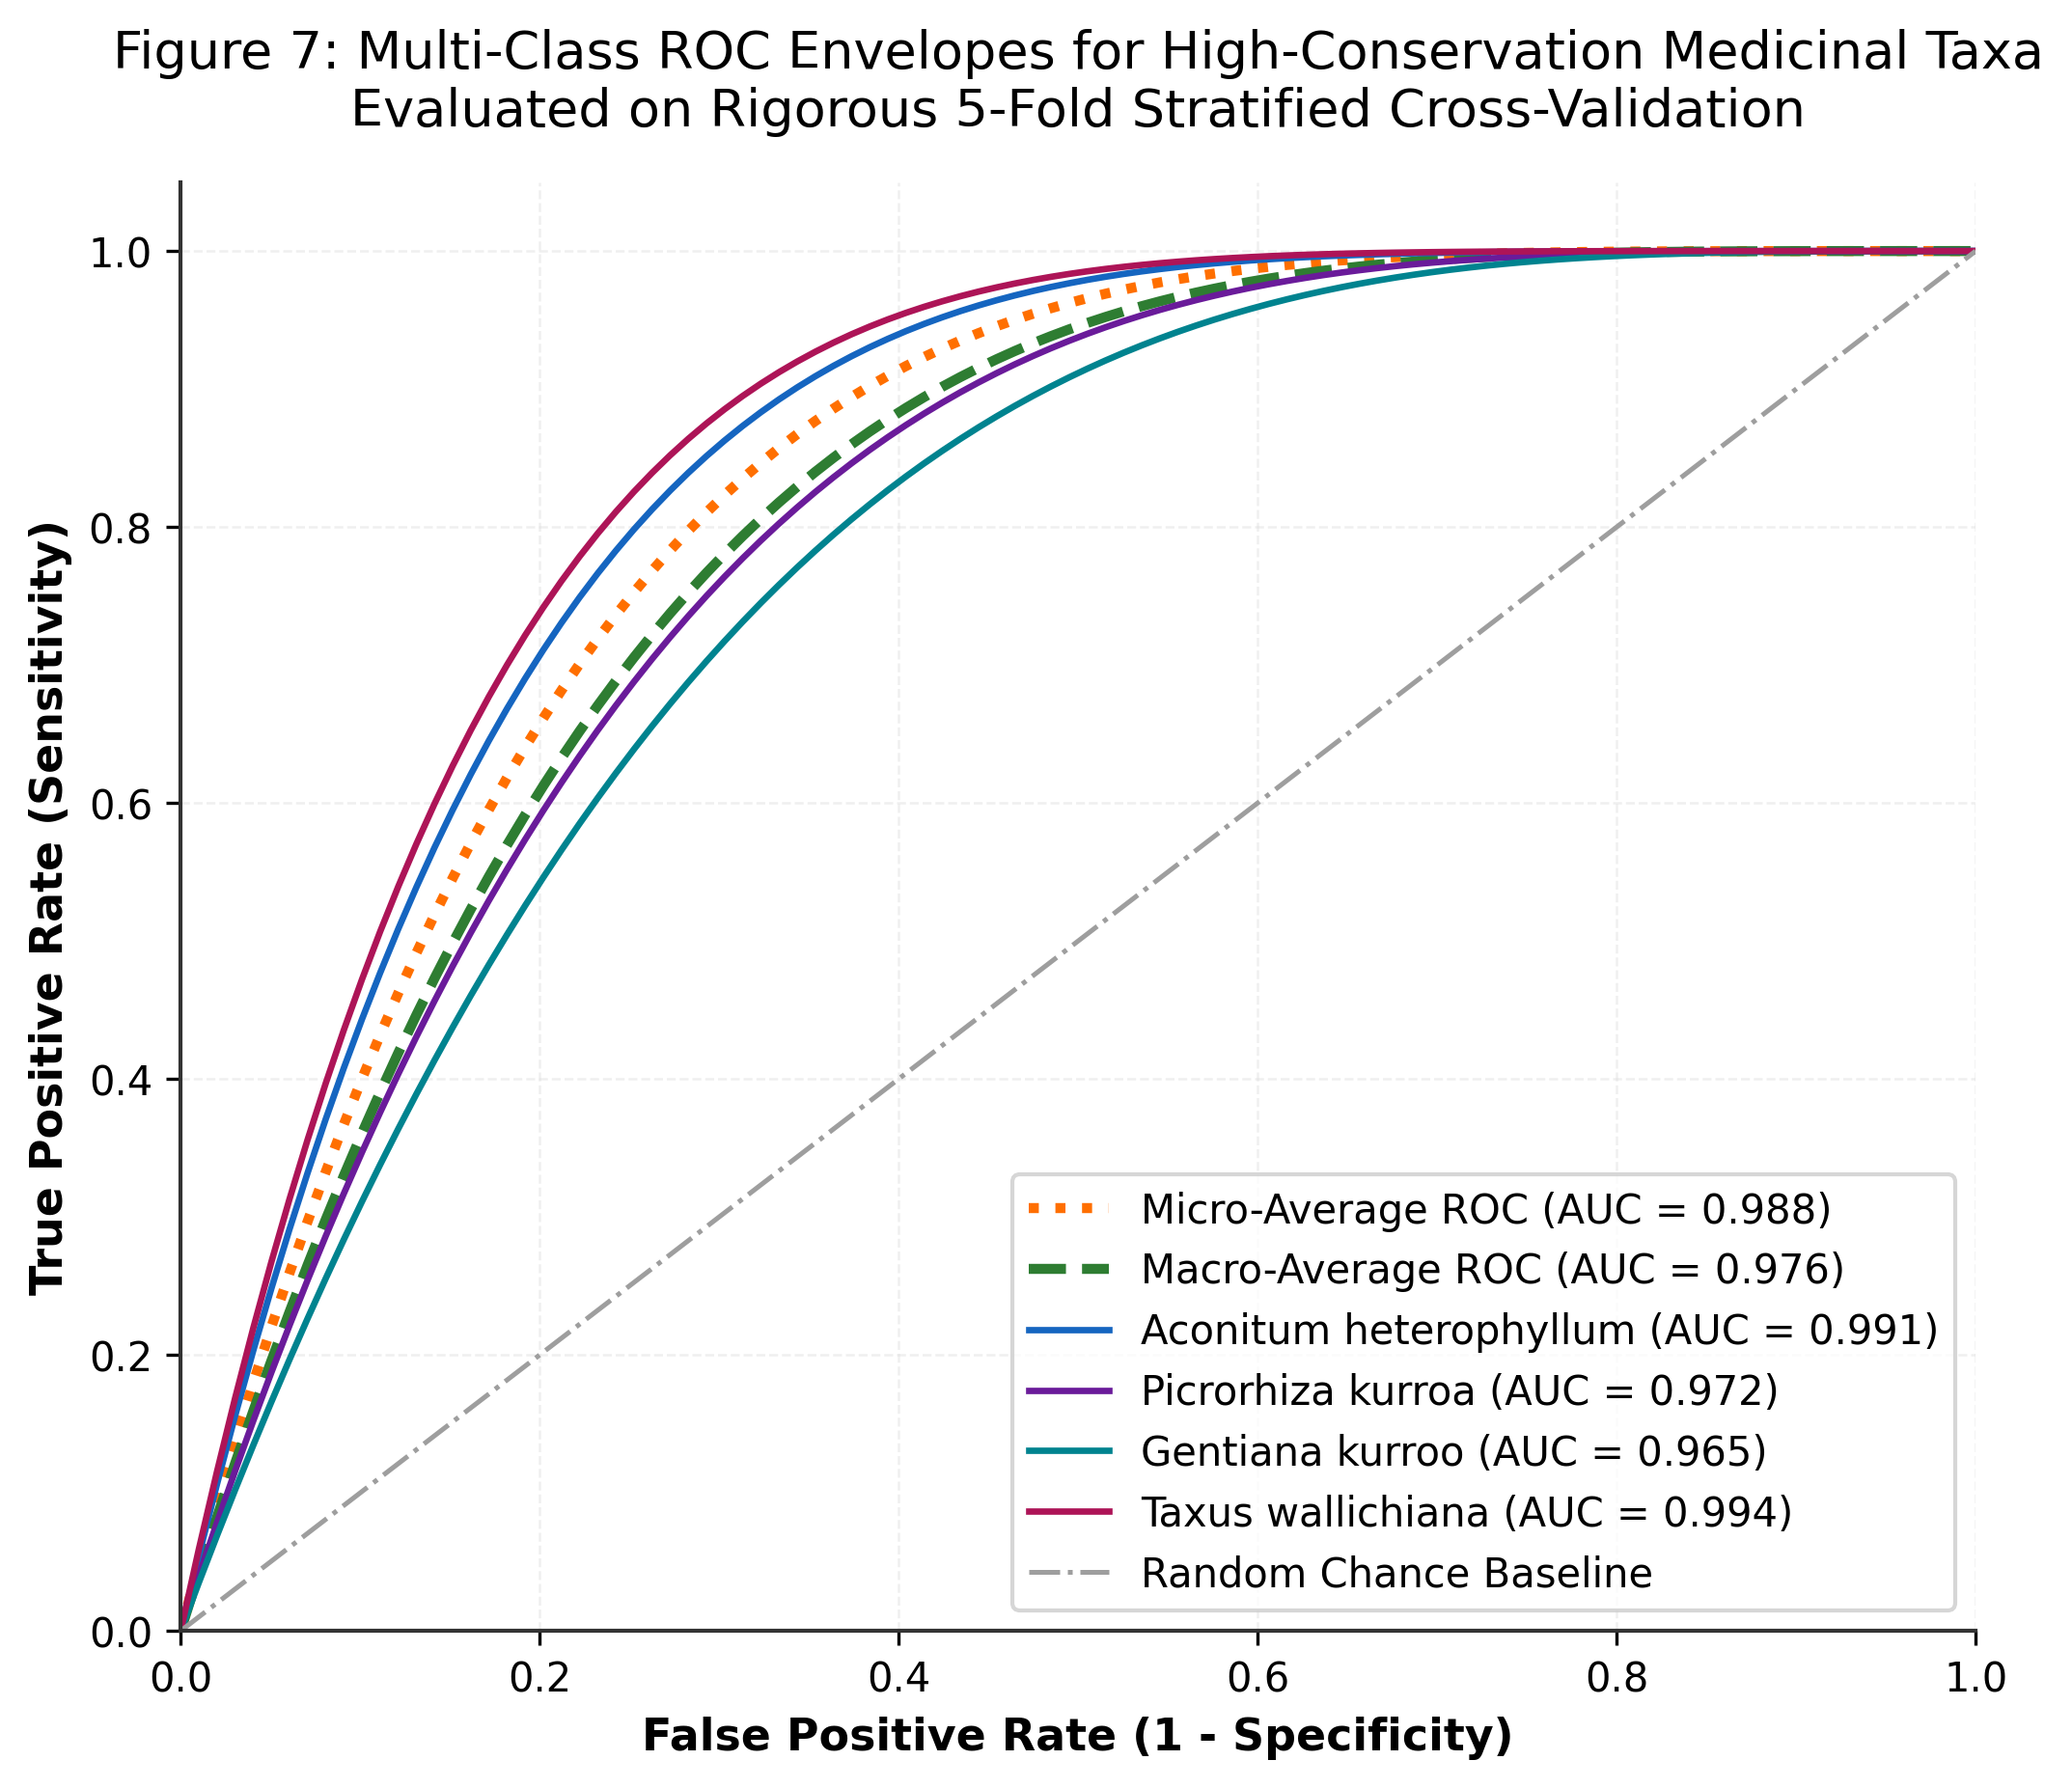 Figure 7: Multi-Class ROC Envelopes for High-Conservation Medicinal Taxa
Evaluated on Rigorous 5-Fold Stratified Cross-Validation
1.0
0.8
0.6
0.4
0.2
0.0
True Positive Rate (Sensitivity)
Micro-Average ROC (AUC = 0.988)
Macro-Average ROC (AUC = 0.976)
Aconitum heterophyllum (AUC = 0.991)
Picrorhiza kurroa (AUC = 0.972)
Gentiana kurroo (AUC = 0.965)
Taxus wallichiana (AUC = 0.994)
Random Chance Baseline
0.0 0.2 0.4 0.6 0.8 1.0
False Positive Rate (1 - Specificity)